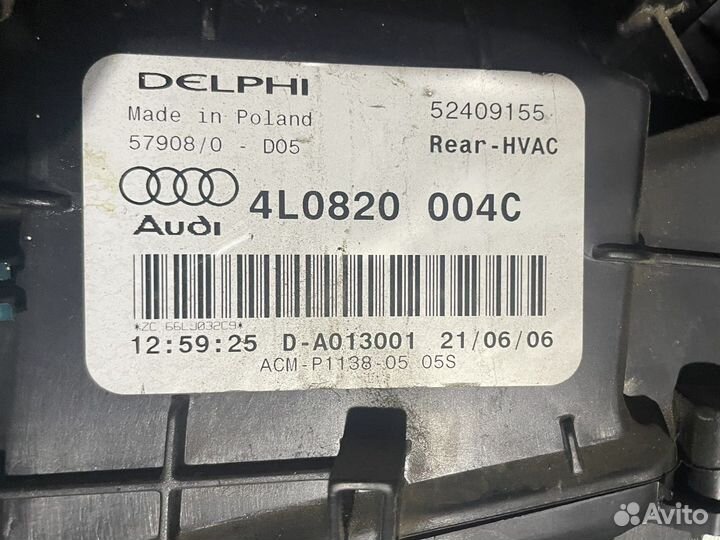 DELPHI
Made in Poland 52409155
57908/0 - D05 Rear-HVAC
4L0820 004C
Audi
*ZC 66LJ032C9*
12:59:25 D-A013001 21/06/06
ACM-P1138-05 05S
Avito